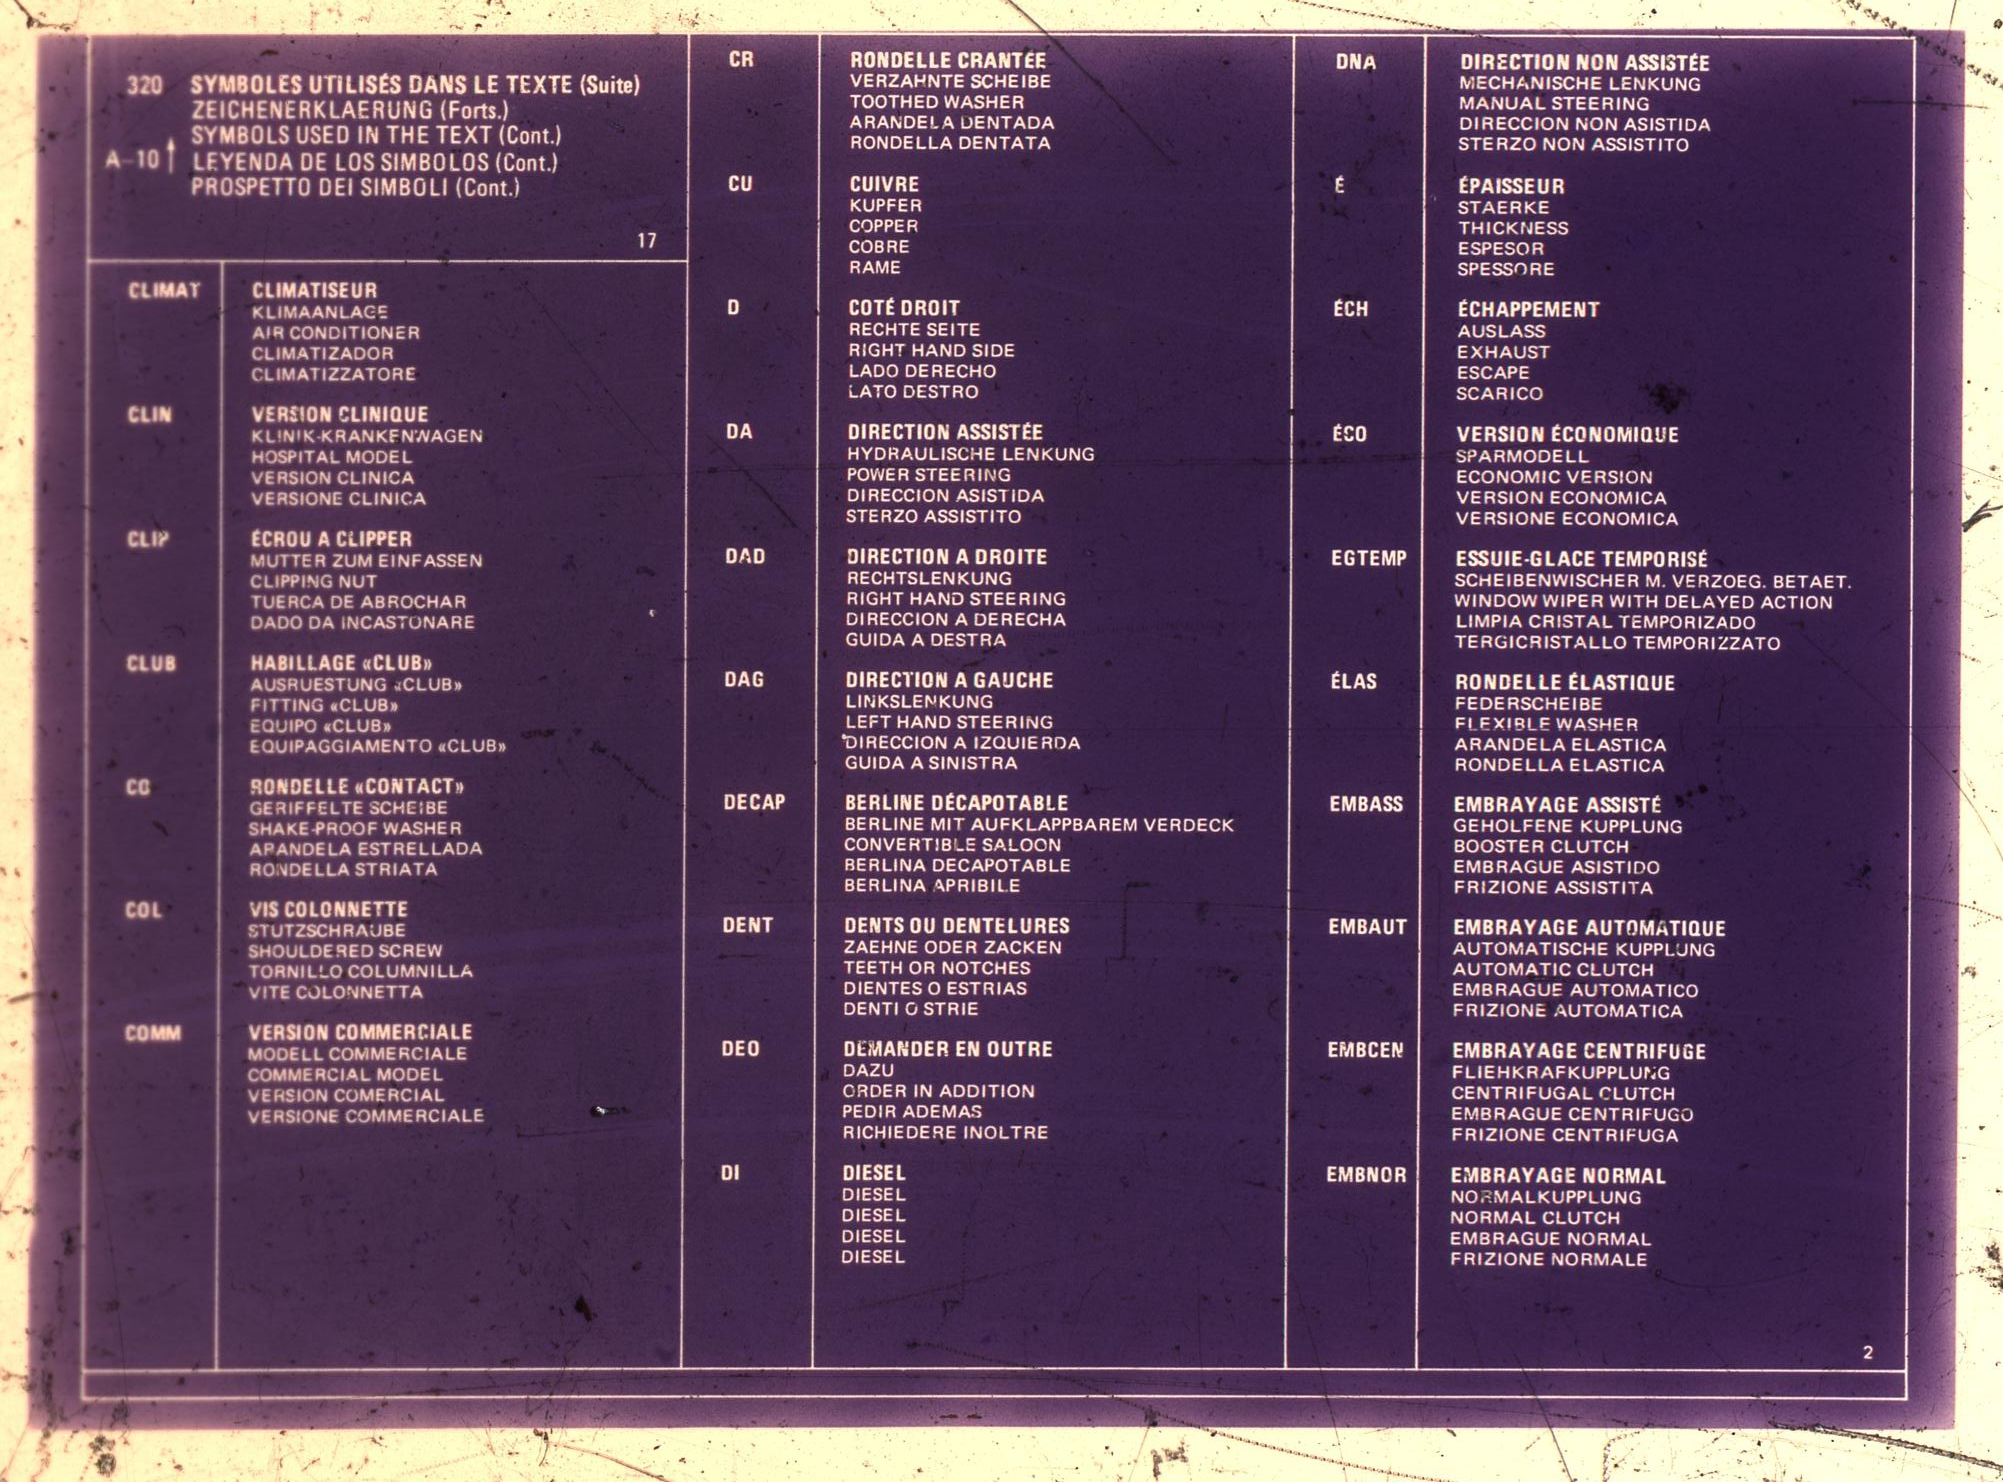 320 SYMBOLES UTILISÉS DANS LE TEXTE (Suite)
ZEICHENERKLAERUNG (Forts.)
SYMBOLS USED IN THE TEXT (Cont.)
A-10↑ LEYENDA DE LOS SIMBOLOS (Cont.)
PROSPETTO DEI SIMBOLI (Cont.)
17
CLIMAT CLIMATISEUR
KLIMAANLAGE
AIR CONDITIONER
CLIMATIZADOR
CLIMATIZZATORE
CLIN VERSION CLINIQUE
KLINIK-KRANKENWAGEN
HOSPITAL MODEL
VERSION CLINICA
VERSIONE CLINICA
CLIP ÉCROU A CLIPPER
MUTTER ZUM EINFASSEN
CLIPPING NUT
TUERCA DE ABROCHAR
DADO DA INCASTONARE
CLUB HABILLAGE «CLUB»
AUSRUESTUNG «CLUB»
FITTING «CLUB»
EQUIPO «CLUB»
EQUIPAGGIAMENTO «CLUB»
CO RONDELLE «CONTACT»
GERIFFELTE SCHEIBE
SHAKE-PROOF WASHER
ARANDELA ESTRELLADA
RONDELLA STRIATA
COL VIS COLONNETTE
STUTZSCHRAUBE
SHOULDERED SCREW
TORNILLO COLUMNILLA
VITE COLONNETTA
COMM VERSION COMMERCIALE
MODELL COMMERCIALE
COMMERCIAL MODEL
VERSION COMERCIAL
VERSIONE COMMERCIALE
CR RONDELLE CRANTÉE
VERZAHNTE SCHEIBE
TOOTHED WASHER
ARANDELA DENTADA
RONDELLA DENTATA
CU CUIVRE
KUPFER
COPPER
COBRE
RAME
D COTÉ DROIT
RECHTE SEITE
RIGHT HAND SIDE
LADO DERECHO
LATO DESTRO
DA DIRECTION ASSISTÉE
HYDRAULISCHE LENKUNG
POWER STEERING
DIRECCION ASISTIDA
STERZO ASSISTITO
DAD DIRECTION A DROITE
RECHTSLENKUNG
RIGHT HAND STEERING
DIRECCION A DERECHA
GUIDA A DESTRA
DAG DIRECTION A GAUCHE
LINKSLENKUNG
LEFT HAND STEERING
DIRECCION A IZQUIERDA
GUIDA A SINISTRA
DECAP BERLINE DÉCAPOTABLE
BERLINE MIT AUFKLAPPBAREM VERDECK
CONVERTIBLE SALOON
BERLINA DECAPOTABLE
BERLINA APRIBILE
DENT DENTS OU DENTELURES
ZAEHNE ODER ZACKEN
TEETH OR NOTCHES
DIENTES O ESTRIAS
DENTI O STRIE
DEO DEMANDER EN OUTRE
DAZU
ORDER IN ADDITION
PEDIR ADEMAS
RICHIEDERE INOLTRE
DI DIESEL
DIESEL
DIESEL
DIESEL
DIESEL
DNA DIRECTION NON ASSISTÉE
MECHANISCHE LENKUNG
MANUAL STEERING
DIRECCION NON ASISTIDA
STERZO NON ASSISTITO
É ÉPAISSEUR
STAERKE
THICKNESS
ESPESOR
SPESSORE
ÉCH ÉCHAPPEMENT
AUSLASS
EXHAUST
ESCAPE
SCARICO
ÉCO VERSION ÉCONOMIQUE
SPARMODELL
ECONOMIC VERSION
VERSION ECONOMICA
VERSIONE ECONOMICA
EGTEMP ESSUIE-GLACE TEMPORISÉ
SCHEIBENWISCHER M. VERZOEG. BETAET.
WINDOW WIPER WITH DELAYED ACTION
LIMPIA CRISTAL TEMPORIZADO
TERGICRISTALLO TEMPORIZZATO
ÉLAS RONDELLE ÉLASTIQUE
FEDERSCHEIBE
FLEXIBLE WASHER
ARANDELA ELASTICA
RONDELLA ELASTICA
EMBASS EMBRAYAGE ASSISTÉ
GEHOLFENE KUPPLUNG
BOOSTER CLUTCH
EMBRAGUE ASISTIDO
FRIZIONE ASSISTITA
EMBAUT EMBRAYAGE AUTOMATIQUE
AUTOMATISCHE KUPPLUNG
AUTOMATIC CLUTCH
EMBRAGUE AUTOMATICO
FRIZIONE AUTOMATICA
EMBCEN EMBRAYAGE CENTRIFUGE
FLIEHKRAFKUPPLUNG
CENTRIFUGAL CLUTCH
EMBRAGUE CENTRIFUGO
FRIZIONE CENTRIFUGA
EMBNOR EMBRAYAGE NORMAL
NORMALKUPPLUNG
NORMAL CLUTCH
EMBRAGUE NORMAL
FRIZIONE NORMALE
2